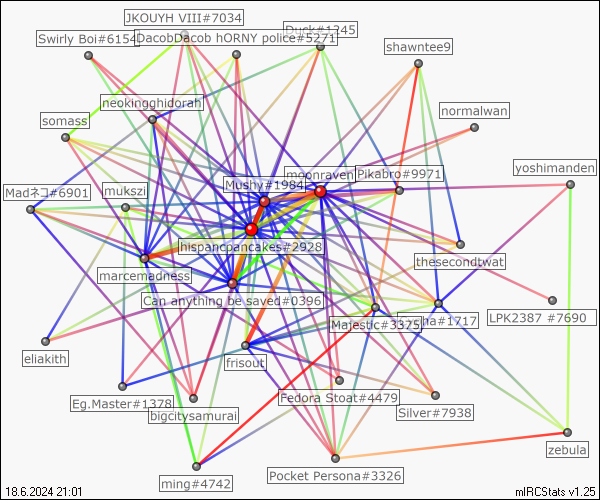 JKOUYH VIII#7034
Duck#1245
Swirly Boi#6154
DacobDacob hORNY police#5271
shawntee9
neokingghidorah
normalwan
somass
yoshimanden
moonraven
Pikabro#9971
Mushy#1984
Madネコ#6901
mukszi
hispancpancakes#2928
thesecondtwat
marcemadness
Can anything be saved#0396
LPK2387 #7690
Majestic#3375
ha#1717
eliakith
frisout
Eg.Master#1378
Fedora Stoat#4479
bigcitysamurai
Silver#7938
zebula
Pocket Persona#3326
ming#4742
18.6.2024 21:01
mIRCStats v1.25